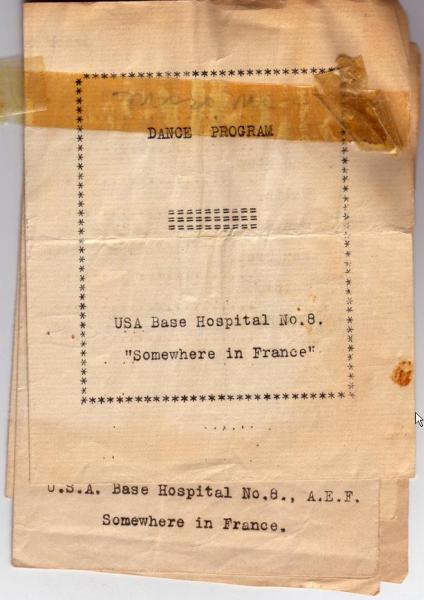 DANCE PROGRAM
USA Base Hospital No.8.
"Somewhere in France"
U.S.A. Base Hospital No.8., A.E.F.
Somewhere in France.